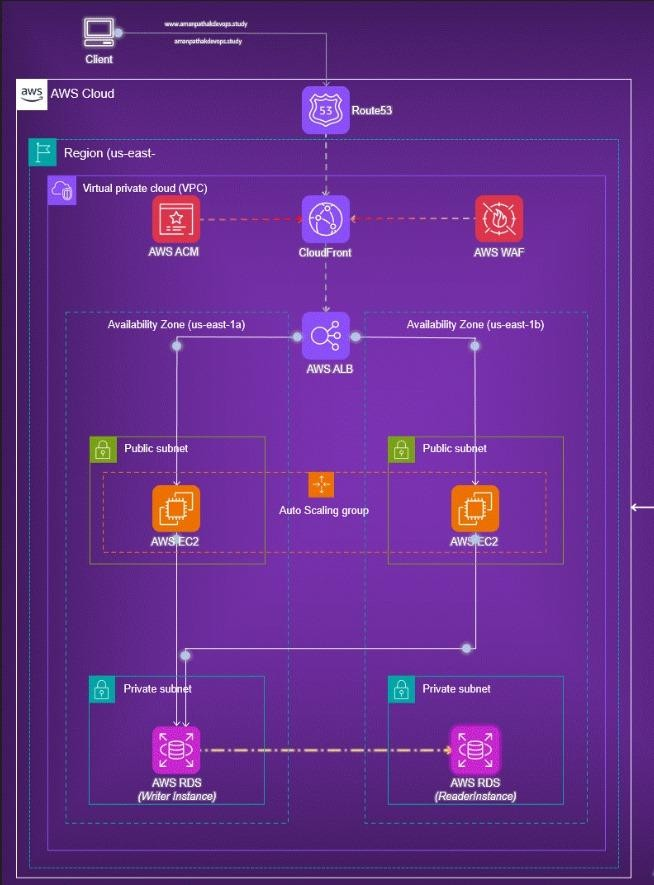 www.amanpathakdevops.study
amanpathakdevops.study
Client
aws
AWS Cloud
53
Route53
Region (us-east-
Virtual private cloud (VPC)
AWS ACM
CloudFront
AWS WAF
Availability Zone (us-east-1a)
Availability Zone (us-east-1b)
AWS ALB
Public subnet
Public subnet
Auto Scaling group
AWS EC2
AWS EC2
Private subnet
Private subnet
AWS RDS
(Writer Instance)
AWS RDS
(ReaderInstance)